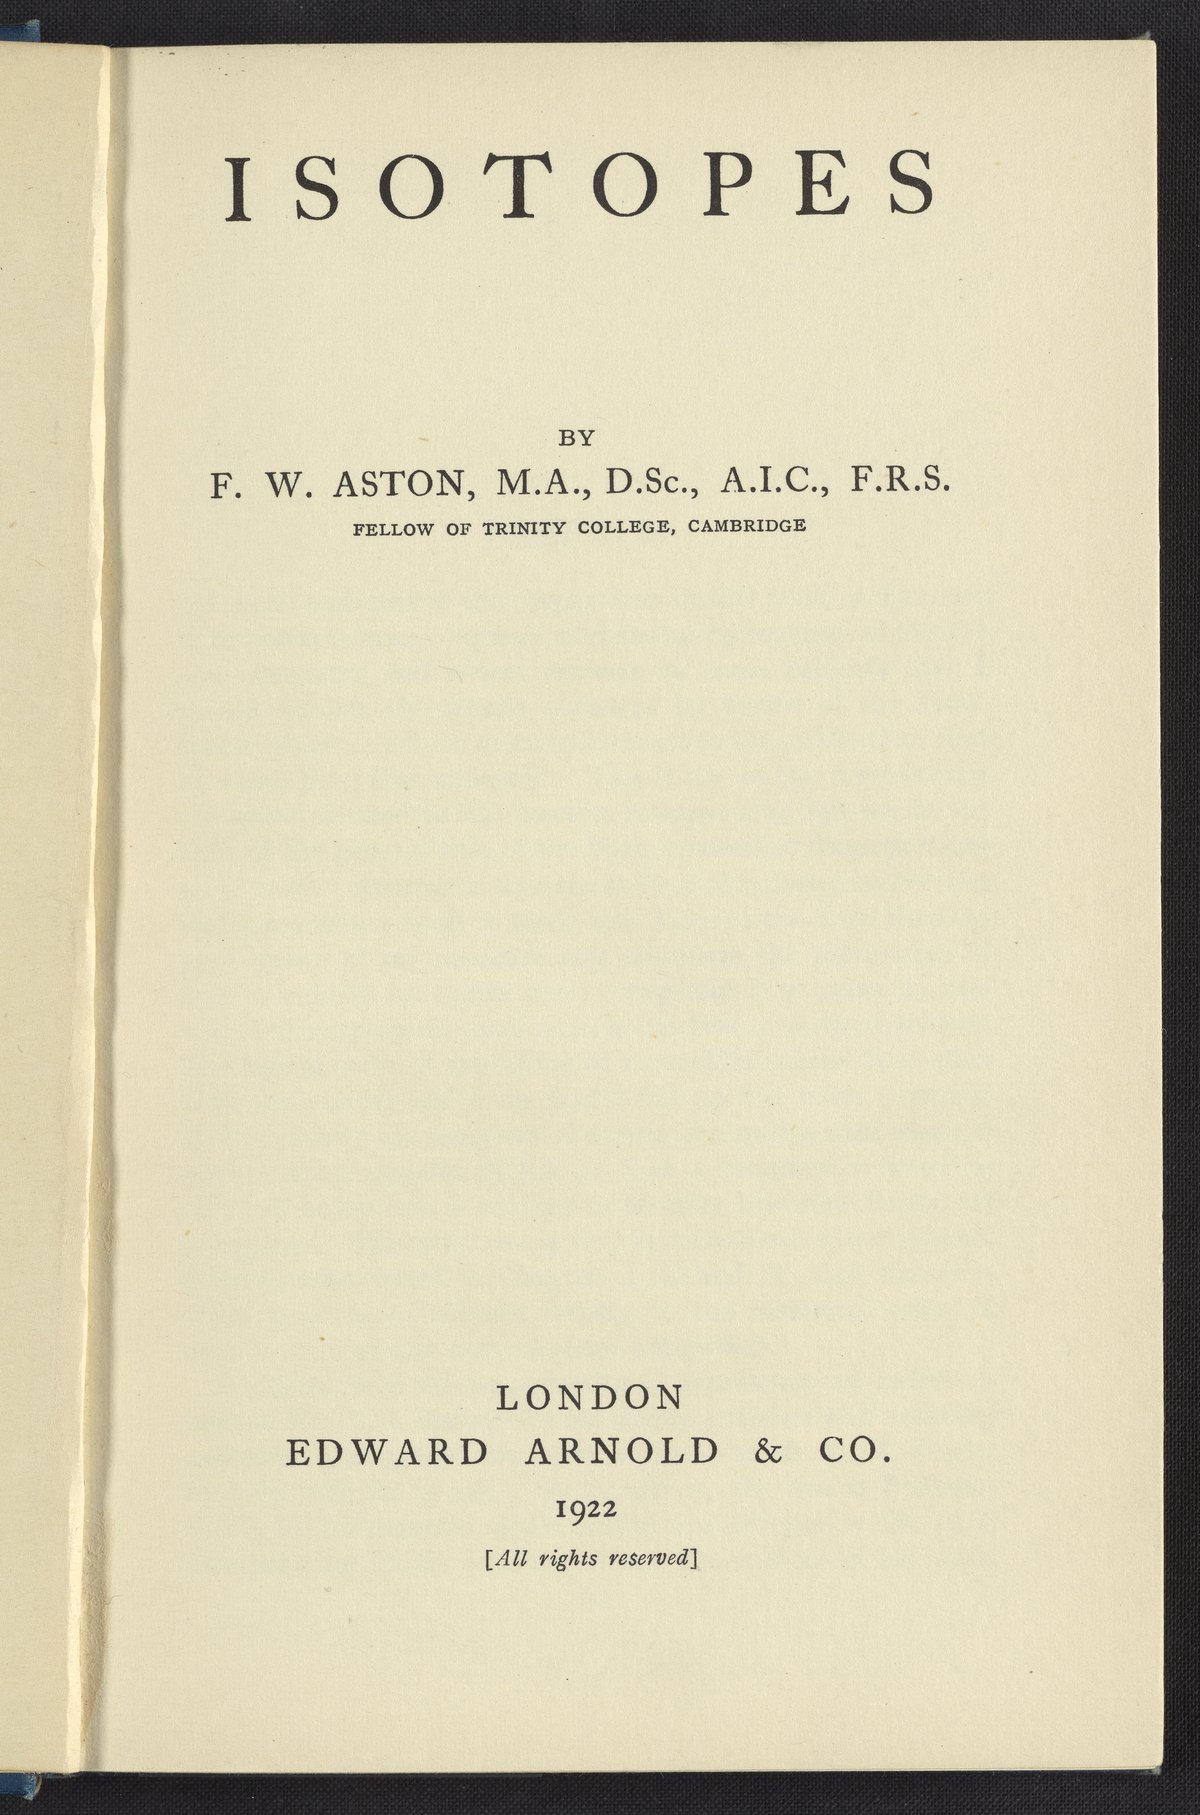 ISOTOPES
BY
F. W. ASTON, M.A., D.Sc., A.I.C., F.R.S.
FELLOW OF TRINITY COLLEGE, CAMBRIDGE
LONDON
EDWARD ARNOLD & CO.
1922
[All rights reserved]